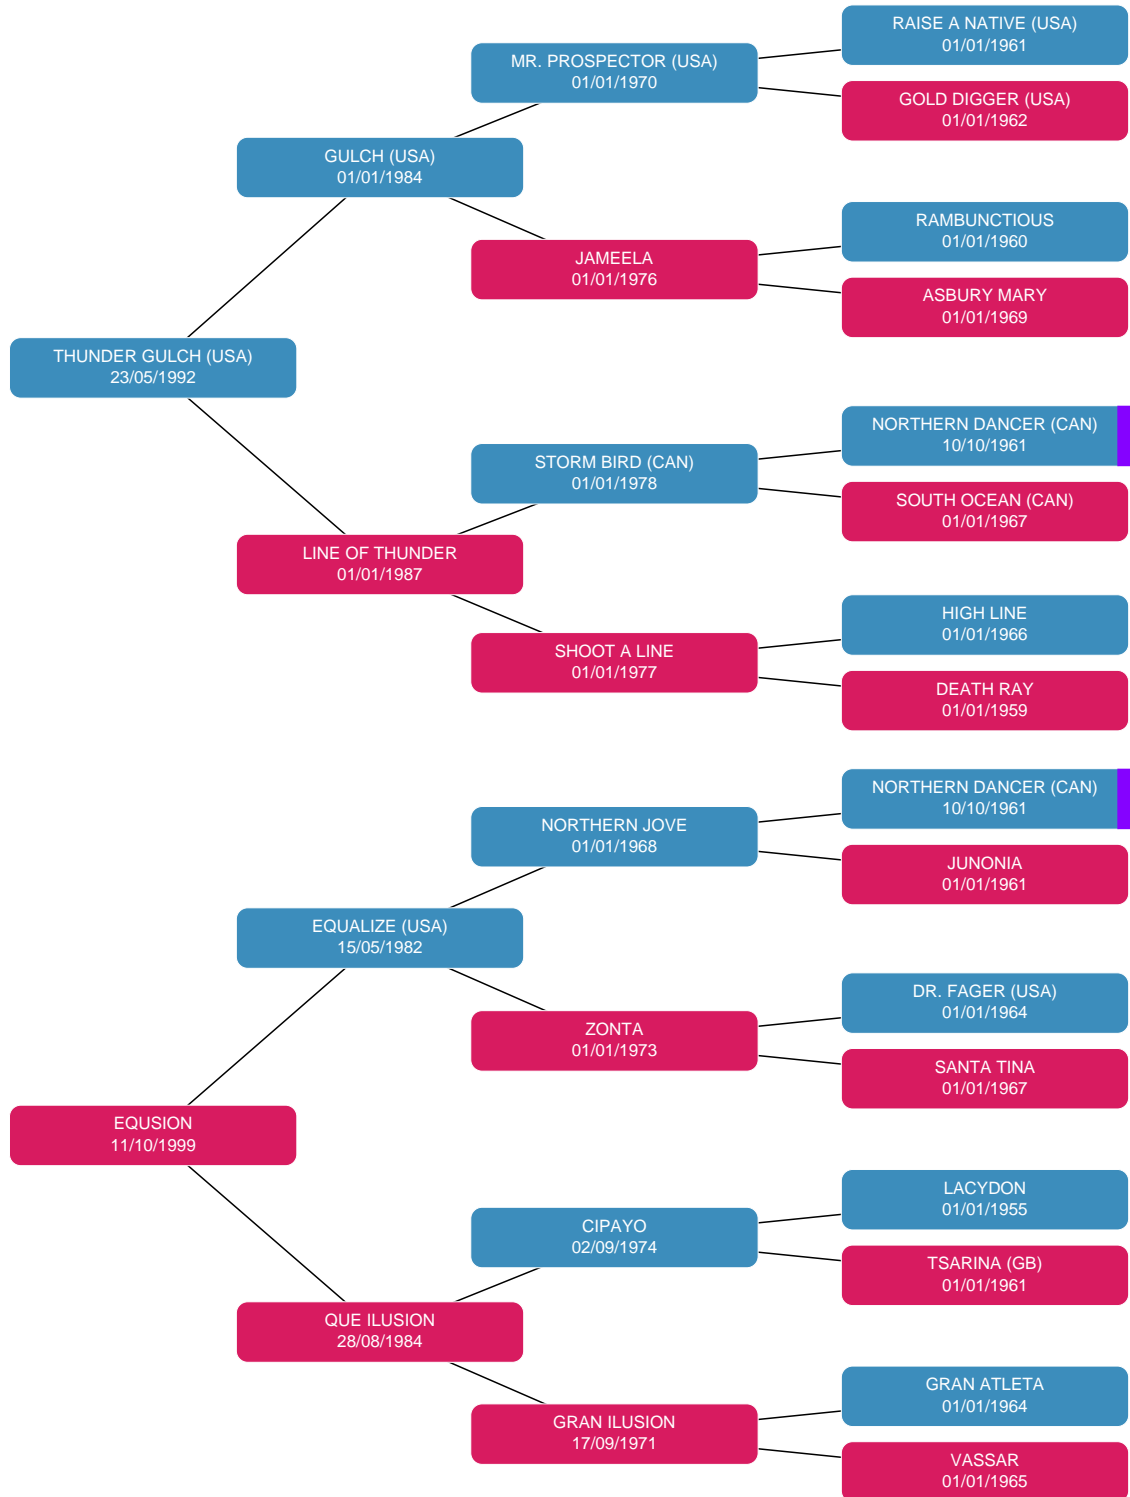 RAISE A NATIVE (USA)
01/01/1961
MR. PROSPECTOR (USA)
01/01/1970
GOLD DIGGER (USA)
01/01/1962
GULCH (USA)
01/01/1984
RAMBUNCTIOUS
01/01/1960
JAMEELA
01/01/1976
ASBURY MARY
01/01/1969
THUNDER GULCH (USA)
23/05/1992
NORTHERN DANCER (CAN)
10/10/1961
STORM BIRD (CAN)
01/01/1978
SOUTH OCEAN (CAN)
01/01/1967
LINE OF THUNDER
01/01/1987
HIGH LINE
01/01/1966
SHOOT A LINE
01/01/1977
DEATH RAY
01/01/1959
NORTHERN DANCER (CAN)
10/10/1961
NORTHERN JOVE
01/01/1968
JUNONIA
01/01/1961
EQUALIZE (USA)
15/05/1982
DR. FAGER (USA)
01/01/1964
ZONTA
01/01/1973
SANTA TINA
01/01/1967
EQUSION
11/10/1999
LACYDON
01/01/1955
CIPAYO
02/09/1974
TSARINA (GB)
01/01/1961
QUE ILUSION
28/08/1984
GRAN ATLETA
01/01/1964
GRAN ILUSION
17/09/1971
VASSAR
01/01/1965